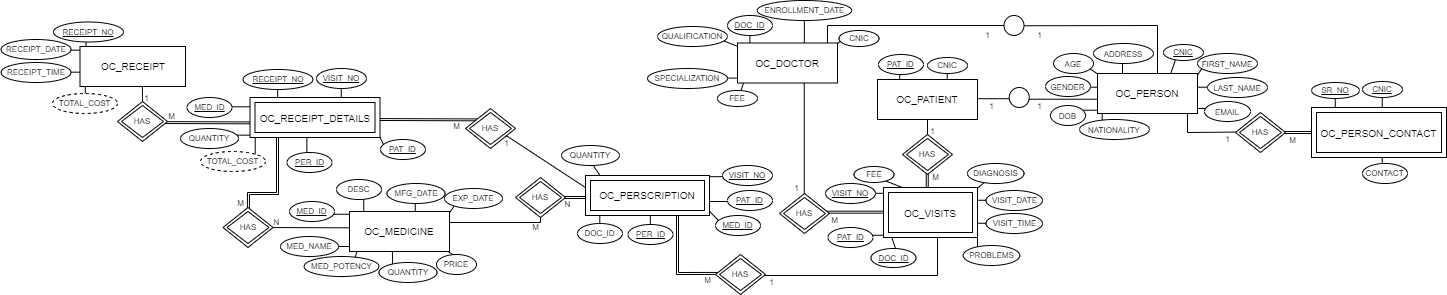 RECEIPT_NO
RECEIPT_DATE
RECEIPT_TIME
OC_RECEIPT
TOTAL_COST
1
HAS
M
RECEIPT_NO
VISIT_NO
MED_ID
OC_RECEIPT_DETAILS
QUANTITY
TOTAL_COST
PER_ID
PAT_ID
M
HAS
1
M
HAS
N
DESC
MFG_DATE
EXP_DATE
MED_ID
OC_MEDICINE
MED_NAME
MED_POTENCY
QUANTITY
PRICE
M
HAS
N
QUANTITY
OC_PERSCRIPTION
VISIT_NO
PAT_ID
MED_ID
DOC_ID
PER_ID
M
HAS
1
ENROLLMENT_DATE
DOC_ID
QUALIFICATION
CNIC
OC_DOCTOR
SPECIALIZATION
FEE
1
1
1
HAS
M
PAT_ID
CNIC
OC_PATIENT
1
1
1
HAS
M
FEE
DIAGNOSIS
VISIT_NO
VISIT_DATE
OC_VISITS
VISIT_TIME
PAT_ID
DOC_ID
PROBLEMS
ADDRESS
CNIC
AGE
FIRST_NAME
GENDER
OC_PERSON
LAST_NAME
DOB
EMAIL
NATIONALITY
1
HAS
M
SR_NO
CNIC
OC_PERSON_CONTACT
CONTACT